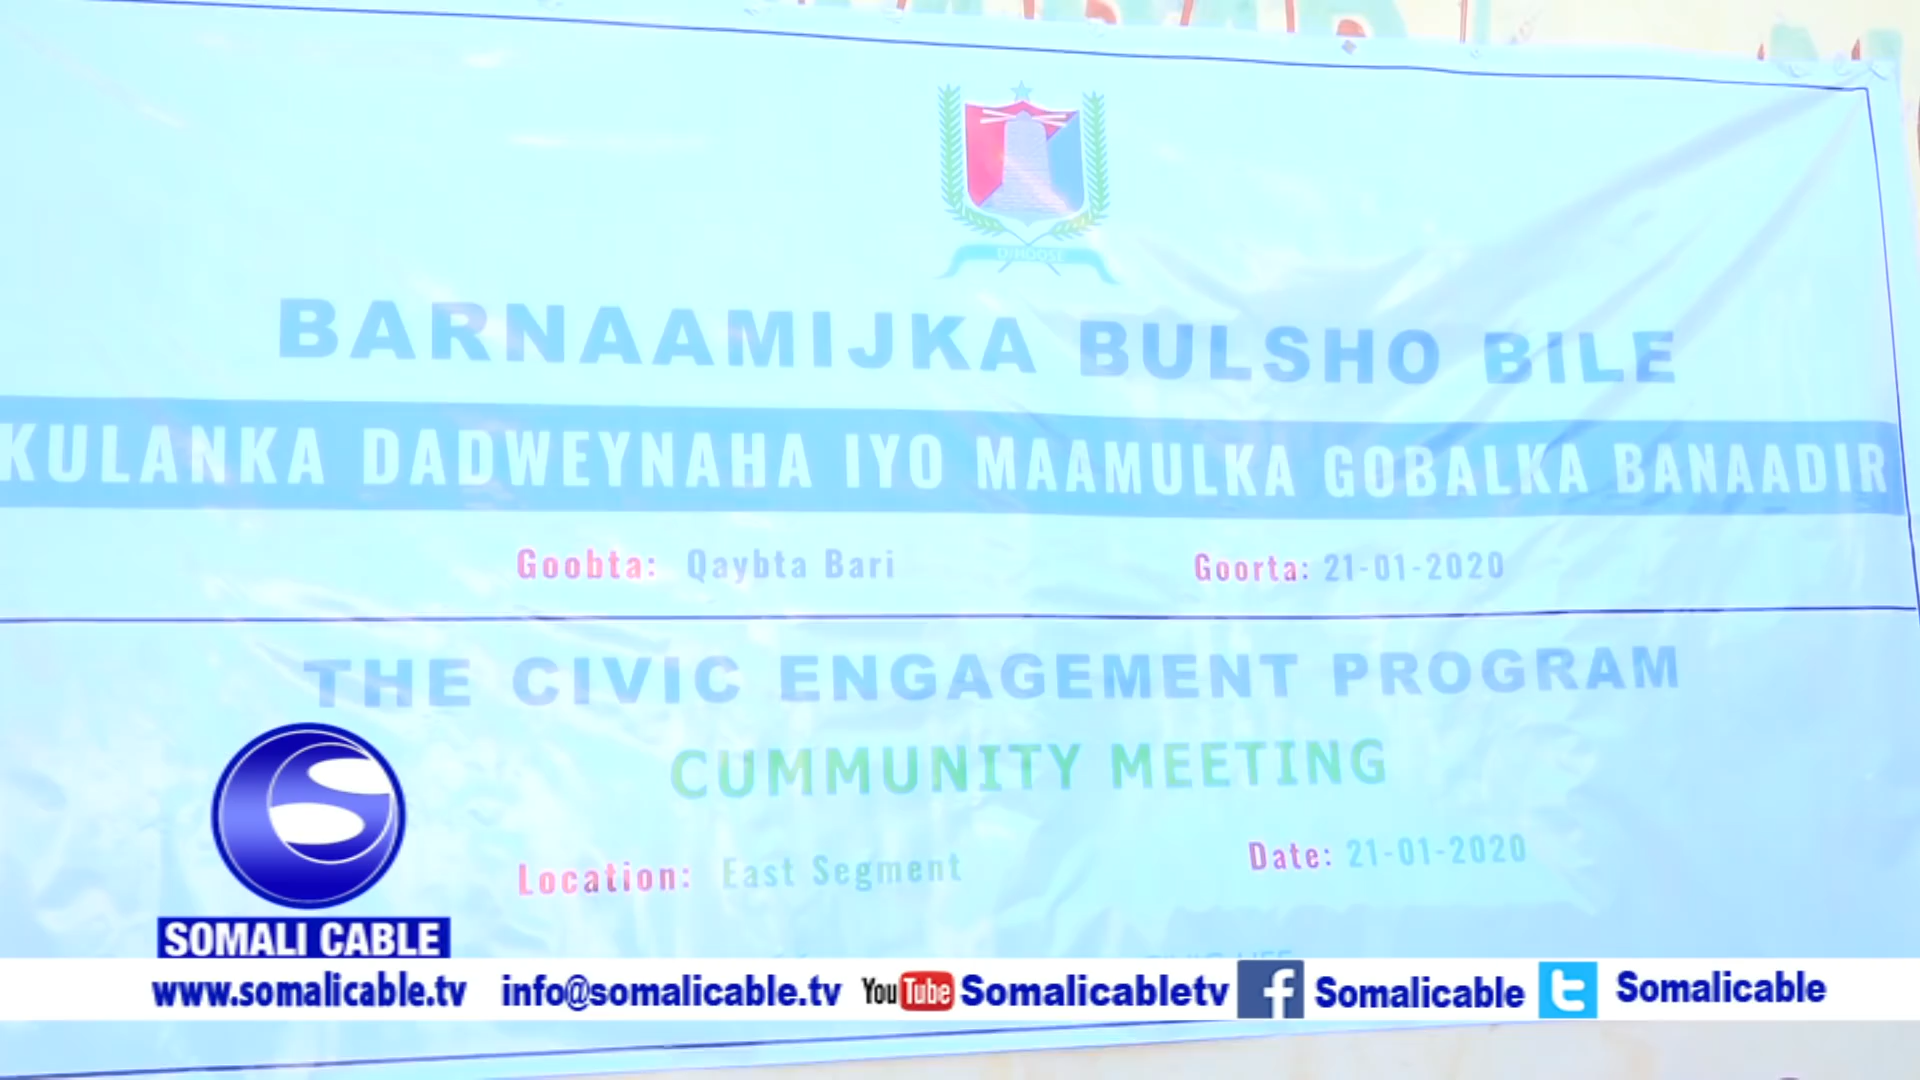 DJHOOSE
BARNAAMIJKA BULSHO BILE
KULANKA DADWEYNAHA IYO MAAMULKA GOBALKA BANAADIR
Goobta: Qaybta Bari
Goorta: 21-01-2020
THE CIVIC ENGAGEMENT PROGRAM
CUMMUNITY MEETING
Location: East Segment
Date: 21-01-2020
SOMALI CABLE
www.somalicable.tv info@somalicable.tv YouTube Somalicabletv f Somalicable t Somalicable